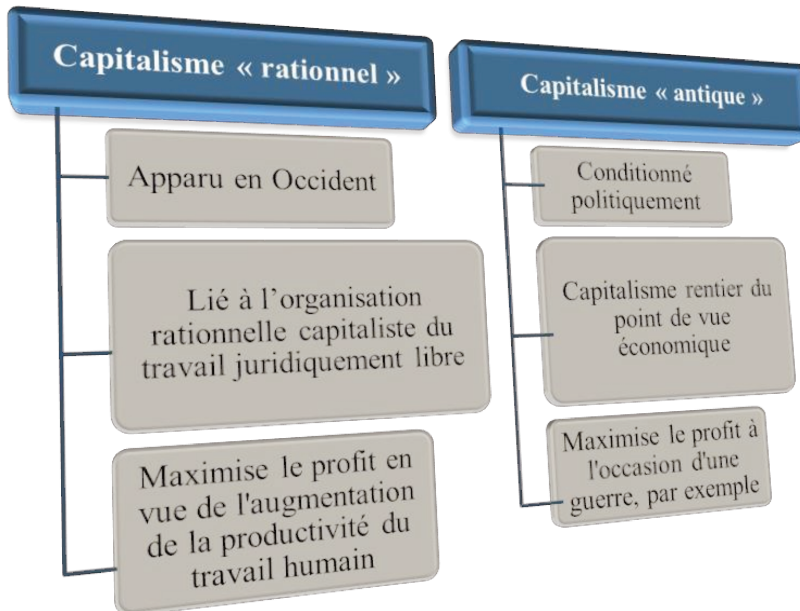 Capitalisme « rationnel »
Apparu en Occident
Lié à l’organisation
rationnelle capitaliste du
travail juridiquement libre
Maximise le profit en
vue de l'augmentation
de la productivité du
travail humain
Capitalisme « antique »
Conditionné
politiquement
Capitalisme rentier du
point de vue
économique
Maximise le profit à
l'occasion d'une
guerre, par exemple